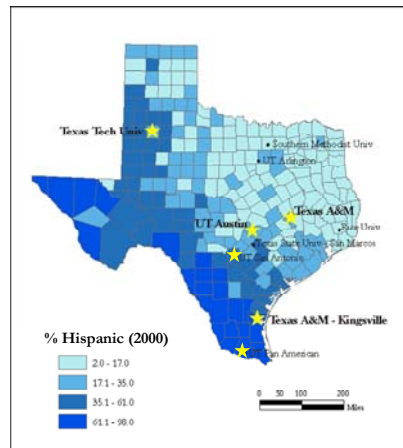 Texas Tech Univ
Southern Methodist Univ
UT Arlington
Texas A&M
UT Austin
Rice Univ
Texas State Univ - San Marcos
UT San Antonio
Texas A&M - Kingsville
UT Pan American
% Hispanic (2000)
2.0 - 17.0
17.1 - 35.0
35.1 - 61.0
61.1 - 98.0
0 50 100 200
Miles